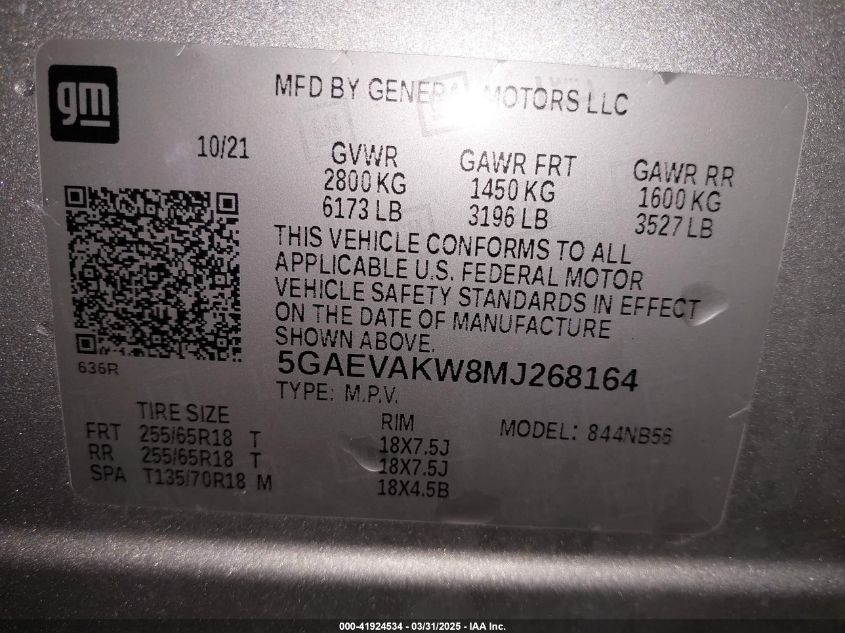 gm
MFD BY GENERAL MOTORS LLC
10/21
GVWR GAWR FRT GAWR RR
2800 KG 1450 KG 1600 KG
6173 LB 3196 LB 3527 LB
THIS VEHICLE CONFORMS TO ALL
APPLICABLE U.S. FEDERAL MOTOR
VEHICLE SAFETY STANDARDS IN EFFECT
ON THE DATE OF MANUFACTURE
SHOWN ABOVE.
636R
5GAEVAKW8MJ268164
TYPE: M.P.V.
TIRE SIZE RIM MODEL: 844NB56
FRT 255/65R18 T 18X7.5J
RR 255/65R18 T 18X7.5J
SPA T135/70R18 M 18X4.5B
000-41924534 - 03/31/2025 - IAA Inc.